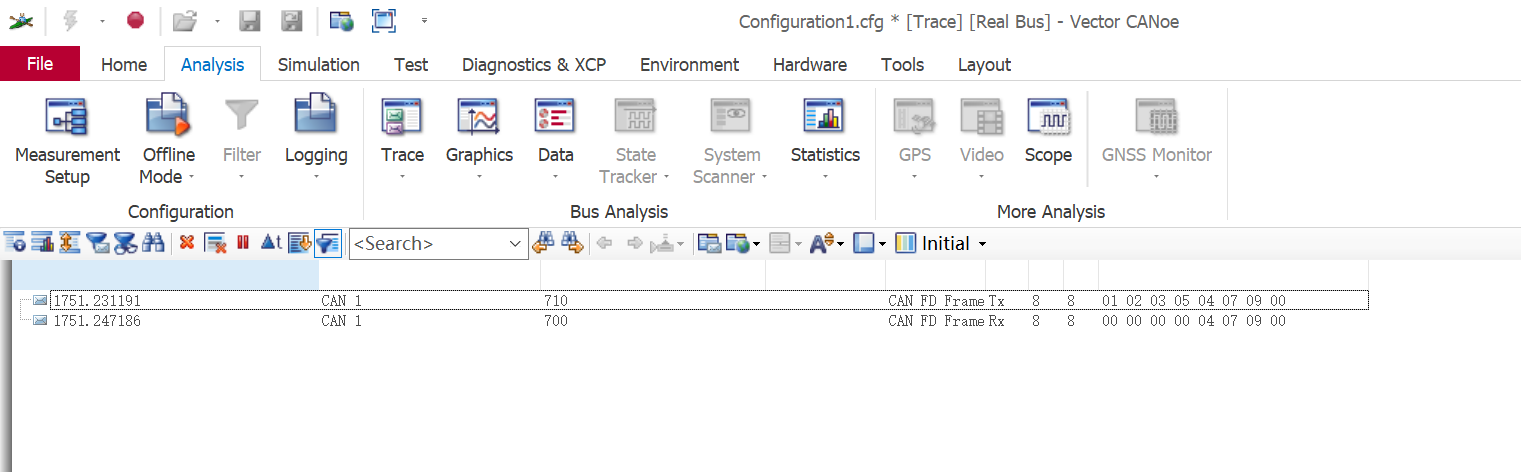 Configuration1.cfg * [Trace] [Real Bus] - Vector CANoe
File Home Analysis Simulation Test Diagnostics & XCP Environment Hardware Tools Layout
Measurement Setup Offline Mode Filter Logging Trace Graphics Data State Tracker System Scanner Statistics GPS Video Scope GNSS Monitor
Configuration Bus Analysis More Analysis
Δt <Search> A Initial
1751.231191 CAN 1 710 CAN FD Frame Tx 8 8 01 02 03 05 04 07 09 00
1751.247186 CAN 1 700 CAN FD Frame Rx 8 8 00 00 00 00 04 07 09 00